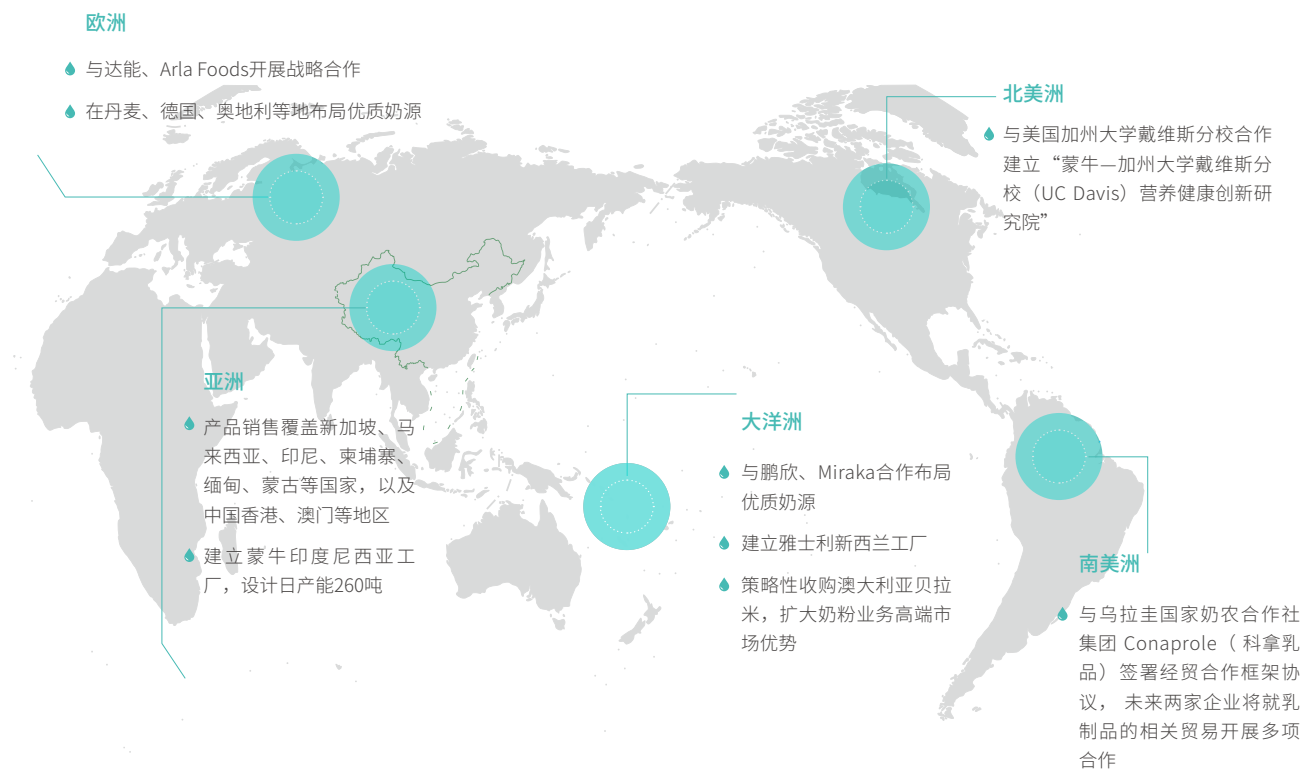 欧洲
与达能、Arla Foods开展战略合作
在丹麦、德国、奥地利等地布局优质奶源
北美洲
与美国加州大学戴维斯分校合作
建立“蒙牛—加州大学戴维斯分
校（UC Davis）营养健康创新研
究院”
亚洲
产品销售覆盖新加坡、马
来西亚、印尼、柬埔寨、
缅甸、蒙古等国家，以及
中国香港、澳门等地区
建立蒙牛印度尼西亚工
厂，设计日产能260吨
大洋洲
与鹏欣、Miraka合作布局
优质奶源
建立雅士利新西兰工厂
策略性收购澳大利亚贝拉
米，扩大奶粉业务高端市
场优势
南美洲
与乌拉圭国家奶农合作社
集团 Conaprole（ 科拿乳
品）签署经贸合作框架协
议， 未来两家企业将就乳
制品的相关贸易开展多项
合作